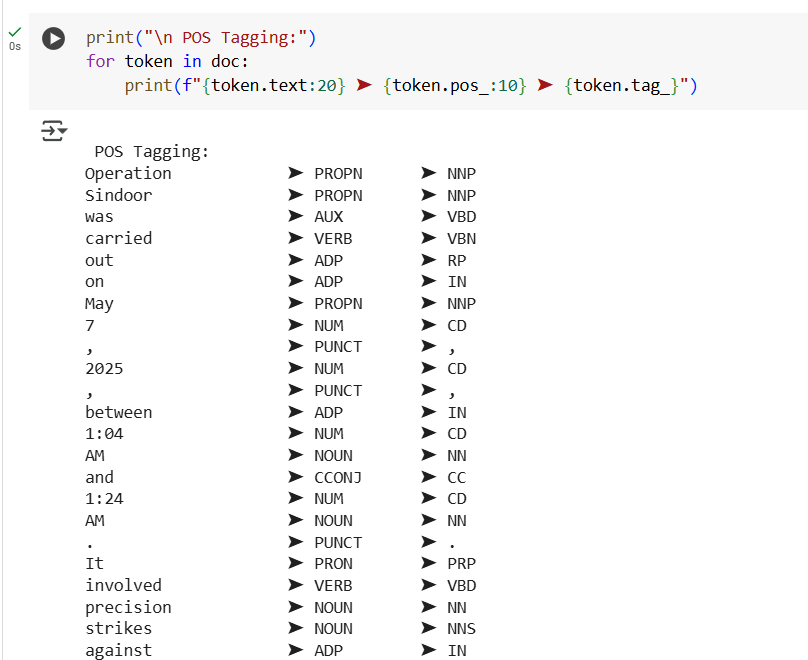 0s
print("\n POS Tagging:")
for token in doc:
    print(f"{token.text:20} ➤ {token.pos_:10} ➤ {token.tag_}")
 POS Tagging:
Operation            ➤ PROPN      ➤ NNP
Sindoor              ➤ PROPN      ➤ NNP
was                  ➤ AUX        ➤ VBD
carried              ➤ VERB       ➤ VBN
out                  ➤ ADP        ➤ RP
on                   ➤ ADP        ➤ IN
May                  ➤ PROPN      ➤ NNP
7                    ➤ NUM        ➤ CD
,                    ➤ PUNCT      ➤ ,
2025                 ➤ NUM        ➤ CD
,                    ➤ PUNCT      ➤ ,
between              ➤ ADP        ➤ IN
1:04                 ➤ NUM        ➤ CD
AM                   ➤ NOUN       ➤ NN
and                  ➤ CCONJ      ➤ CC
1:24                 ➤ NUM        ➤ CD
AM                   ➤ NOUN       ➤ NN
.                    ➤ PUNCT      ➤ .
It                   ➤ PRON       ➤ PRP
involved             ➤ VERB       ➤ VBD
precision            ➤ NOUN       ➤ NN
strikes              ➤ NOUN       ➤ NNS
against              ➤ ADP        ➤ IN